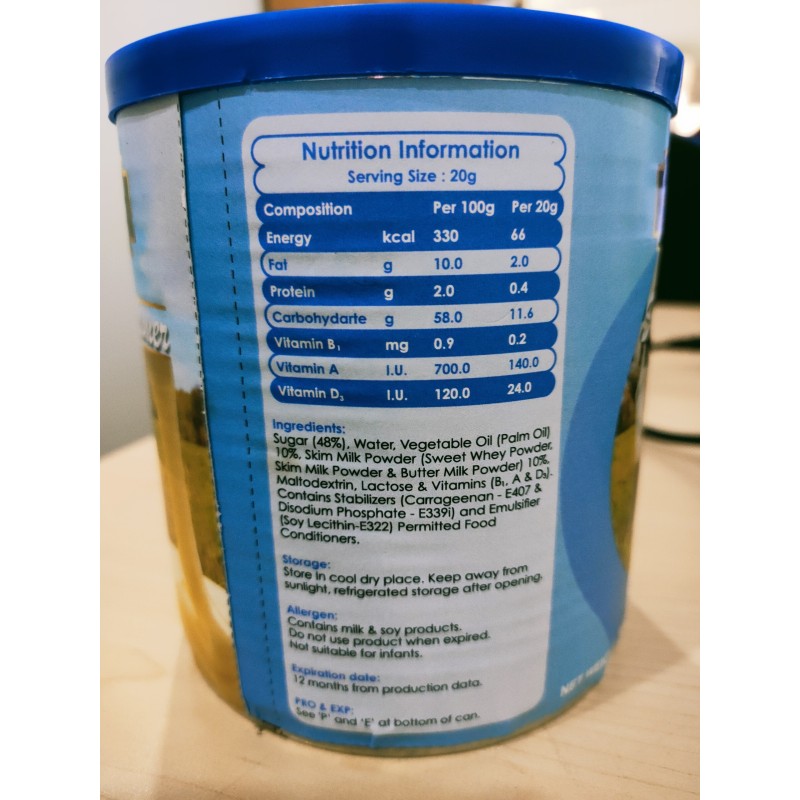 Nutrition Information
Serving Size : 20g
Composition Per 100g Per 20g
Energy kcal 330 66
Fat g 10.0 2.0
Protein g 2.0 0.4
Carbohydarte g 58.0 11.6
Vitamin B₁ mg 0.9 0.2
Vitamin A I.U. 700.0 140.0
Vitamin D₃ I.U. 120.0 24.0
Ingredients:
Sugar (48%), Water, Vegetable Oil (Palm Oil)
10%, Skim Milk Powder (Sweet Whey Powder,
Skim Milk Powder & Butter Milk Powder) 10%,
Maltodextrin, Lactose & Vitamins (B₁, A & D₃).
Contains Stabilizers (Carrageenan - E407 &
Disodium Phosphate - E339i) and Emulsifier
(Soy Lecithin-E322) Permitted Food
Conditioners.
Storage:
Store in cool dry place. Keep away from
sunlight, refrigerated storage after opening.
Allergen:
Contains milk & soy products.
Do not use product when expired.
Not suitable for infants.
Expiration date:
12 months from production data.
PRO & EXP:
See 'P' and 'E' at bottom of can.
NET